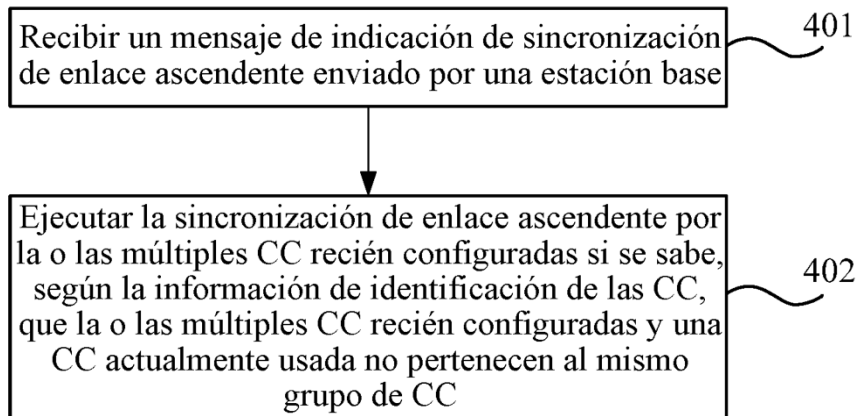 Recibir un mensaje de indicación de sincronización
de enlace ascendente enviado por una estación base
401
Ejecutar la sincronización de enlace ascendente por
la o las múltiples CC recién configuradas si se sabe,
según la información de identificación de las CC,
que la o las múltiples CC recién configuradas y una
CC actualmente usada no pertenecen al mismo
grupo de CC
402